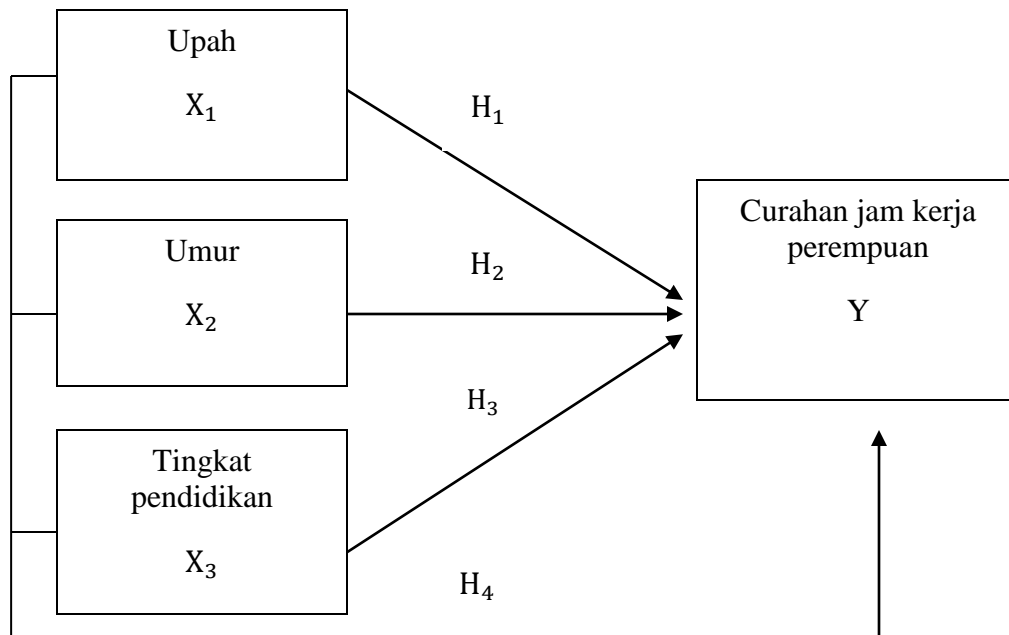 Upah
X₁
H₁
Umur
X₂
H₂
Tingkat
pendidikan
X₃
H₃
H₄
Curahan jam kerja
perempuan
Y